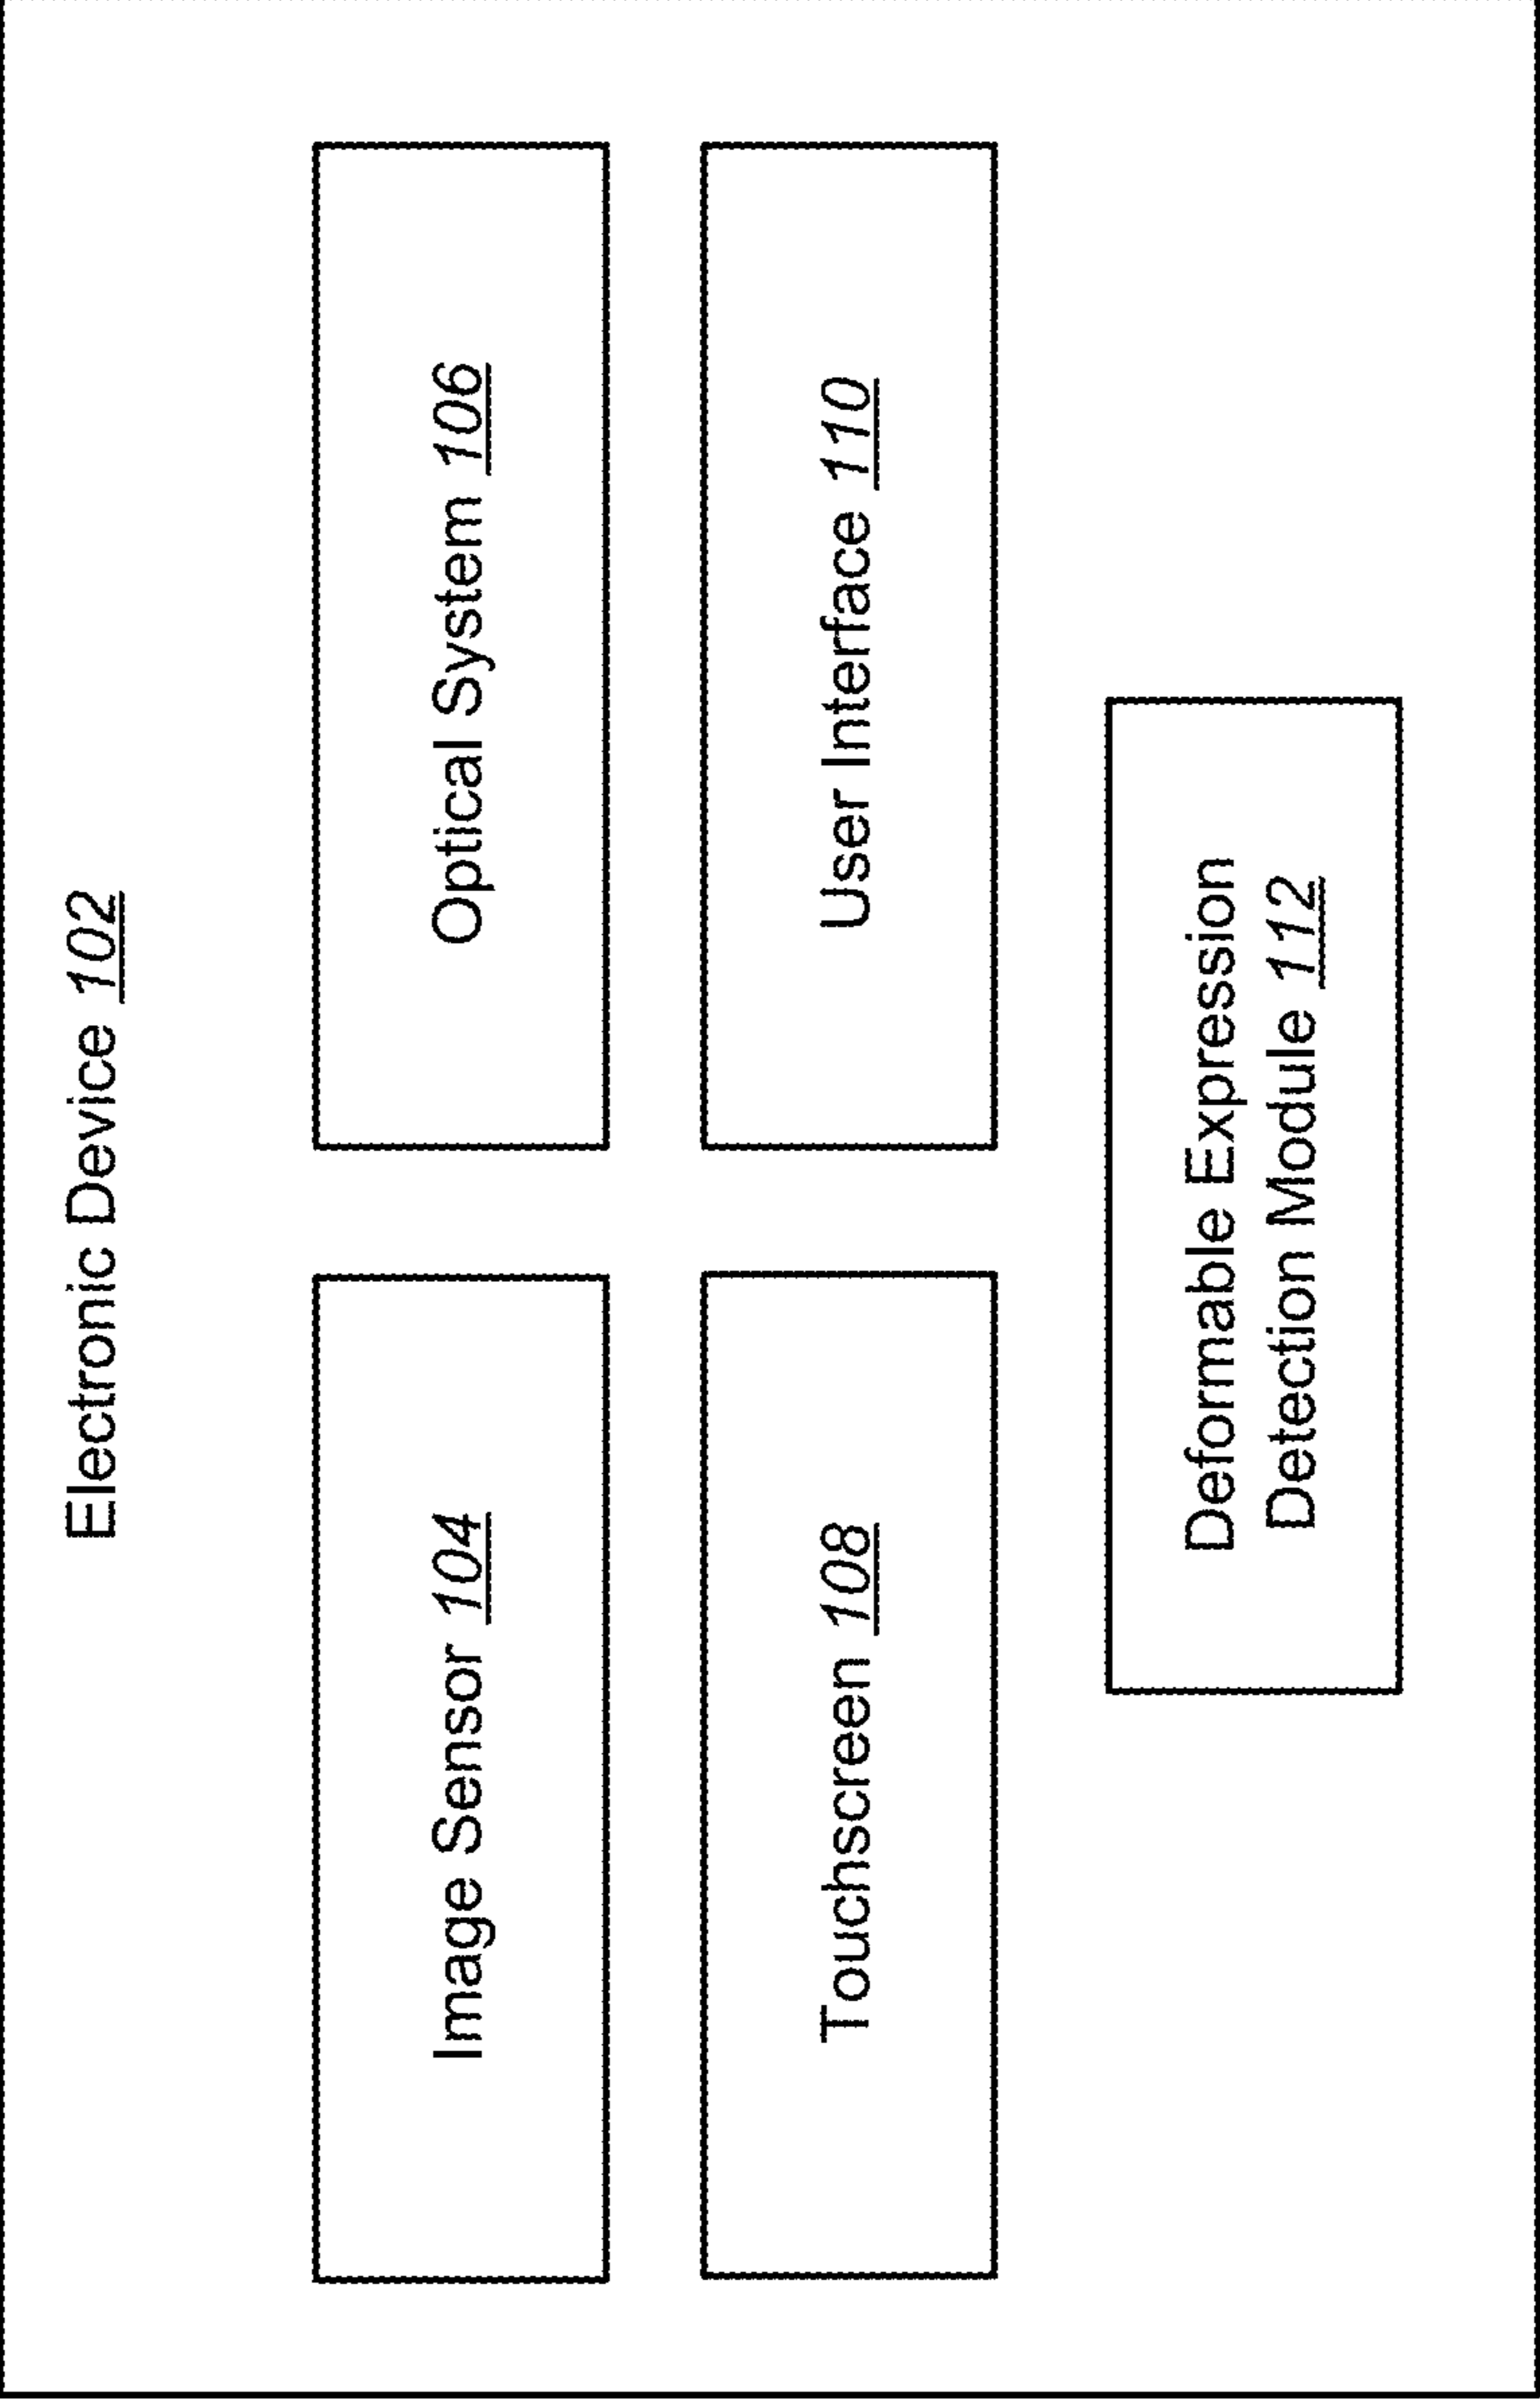 Electronic Device 102
Image Sensor 104
Optical System 106
Touchscreen 108
User Interface 110
Deformable Expression
Detection Module 112